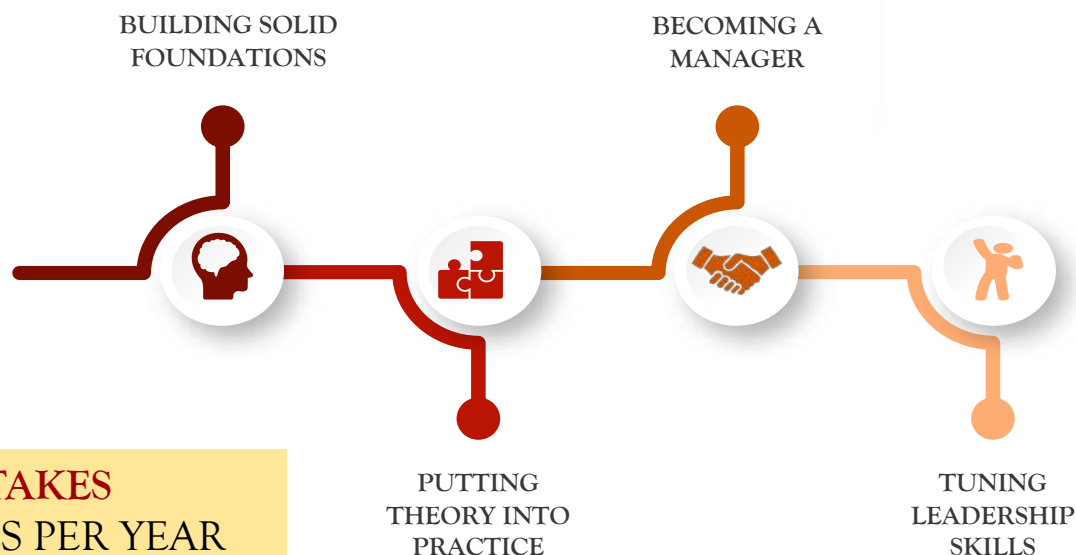 BUILDING SOLID
FOUNDATIONS
BECOMING A
MANAGER
TAKES
S PER YEAR
PUTTING
THEORY INTO
PRACTICE
TUNING
LEADERSHIP
SKILLS